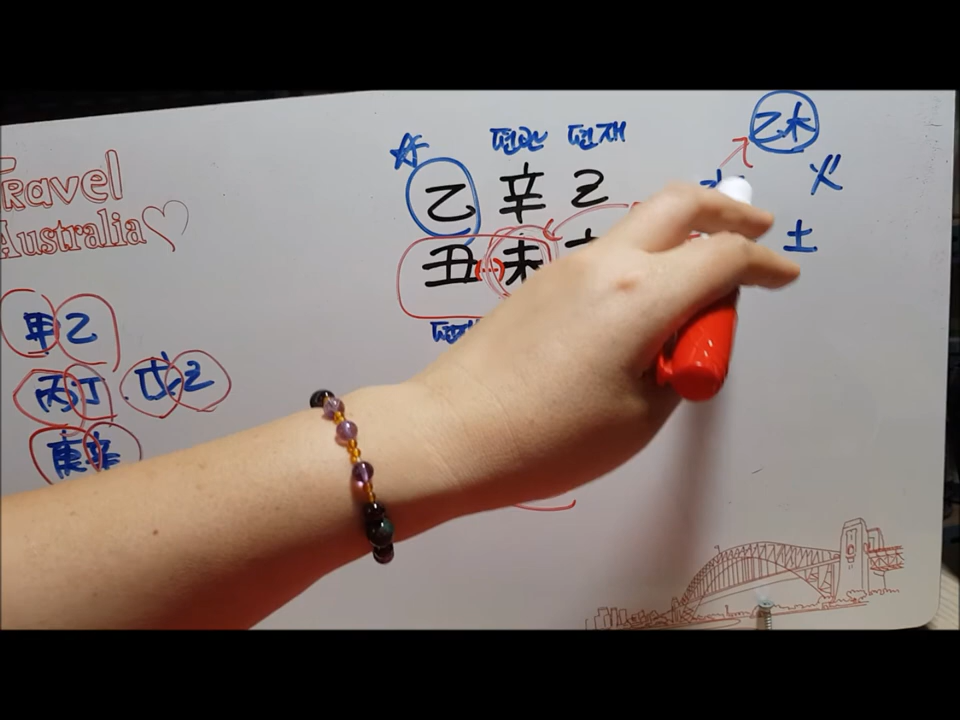 Travel
Australia
乙木
편관 편재
火
乙 辛 己
土
丑 未
甲乙
丙丁 戊己
庚辛